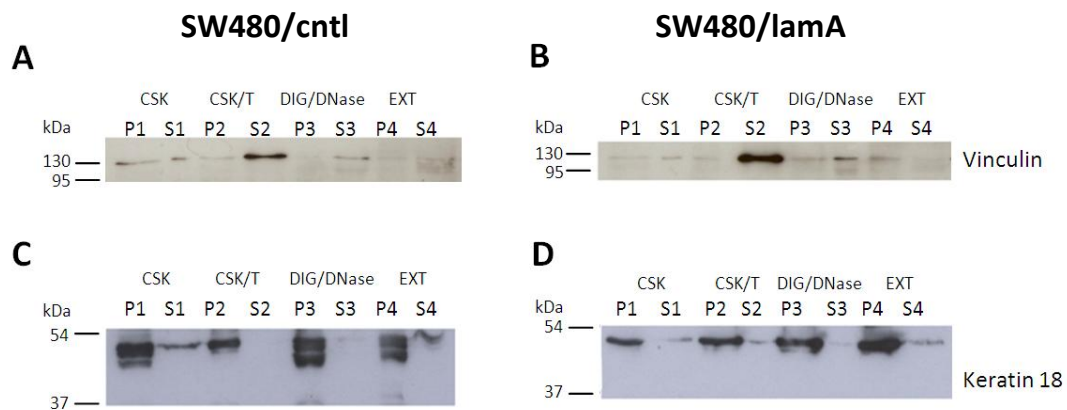 SW480/cntl
SW480/lamA
A
CSK CSK/T DIG/DNase EXT
kDa P1 S1 P2 S2 P3 S3 P4 S4
130
95
B
CSK CSK/T DIG/DNase EXT
kDa P1 S1 P2 S2 P3 S3 P4 S4
130
95
Vinculin
C
CSK CSK/T DIG/DNase EXT
kDa P1 S1 P2 S2 P3 S3 P4 S4
54
37
D
CSK CSK/T DIG/DNase EXT
kDa P1 S1 P2 S2 P3 S3 P4 S4
54
37
Keratin 18